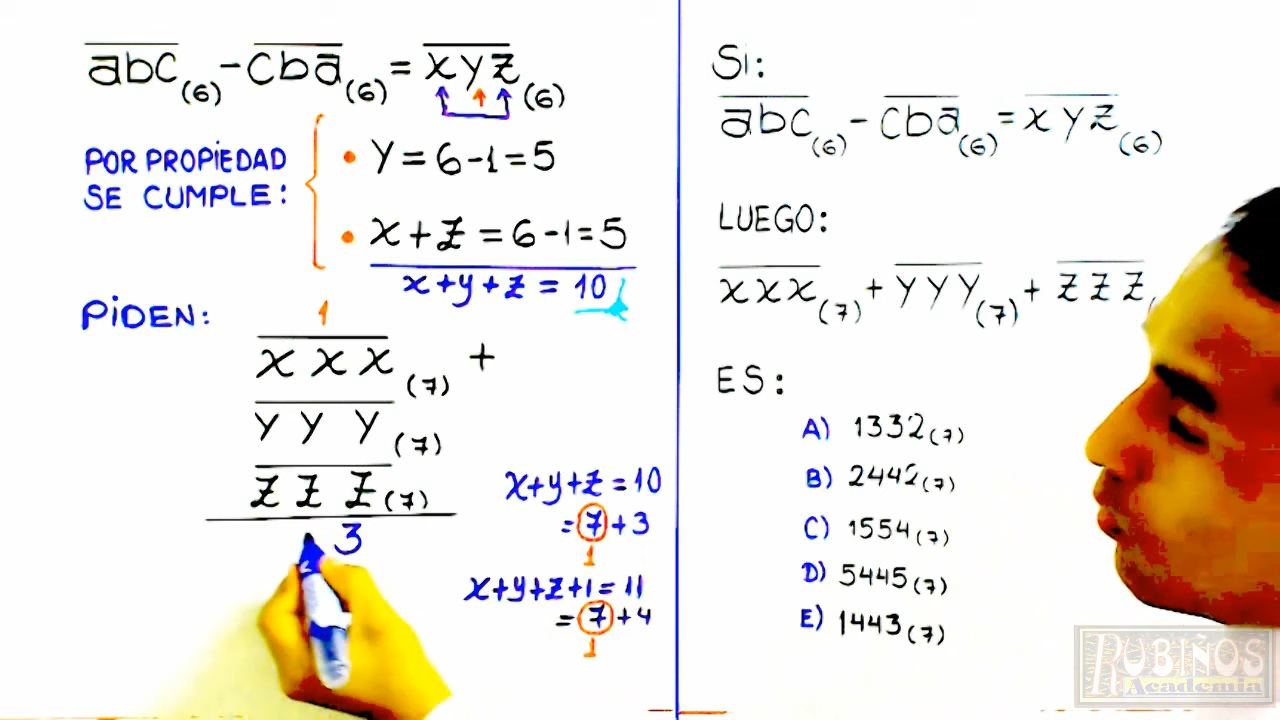 abc(6) - cba(6) = xyz(6)
POR PROPIEDAD
SE CUMPLE:
• Y = 6-1 = 5
• X + Z = 6-1 = 5
x + y + z = 10
PIDEN:
1
x x x (7) +
Y Y Y (7)
Z Z Z (7)
3
x+y+z = 10
= 7 + 3
1
x+y+z+1 = 11
= 7 + 4
1
Si:
abc(6) - cba(6) = xyz(6)
LUEGO:
xxx(7) + YYY(7) + ZZZ
ES:
A) 1332(7)
B) 2442(7)
C) 1554(7)
D) 5445(7)
E) 1443(7)
RUBIÑOS
Academia